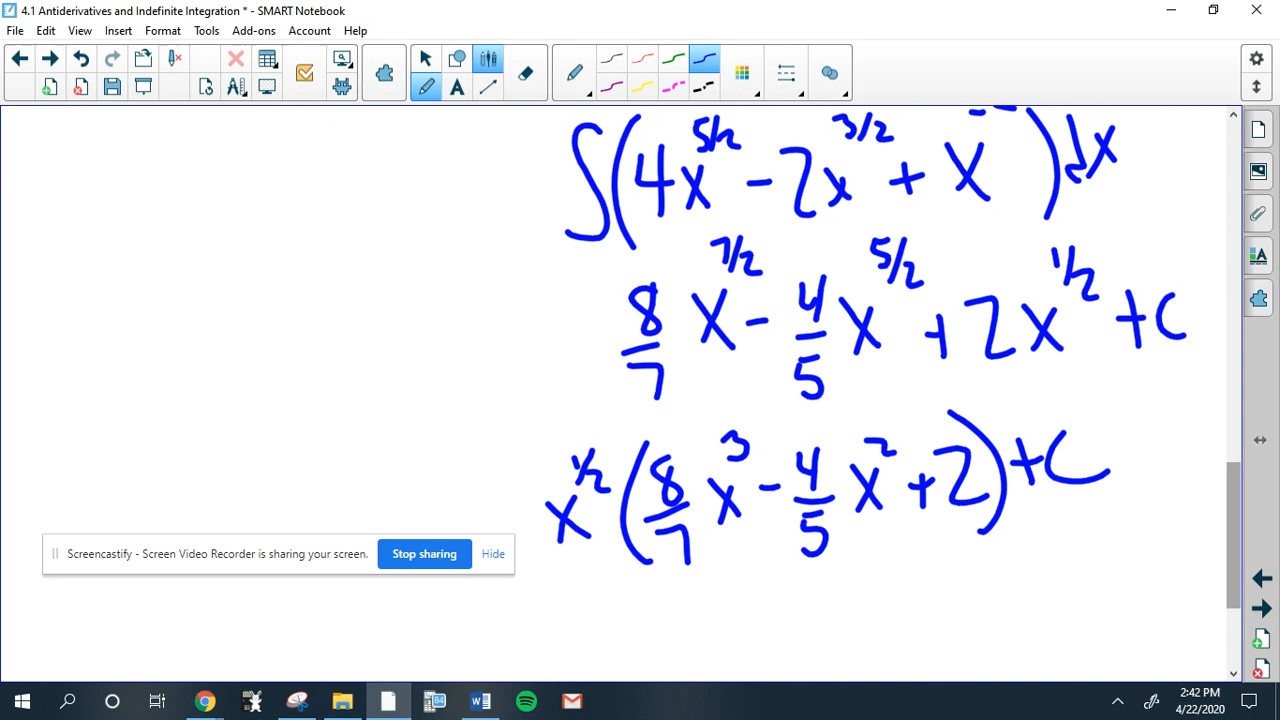 4.1 Antiderivatives and Indefinite Integration * - SMART Notebook
File Edit View Insert Format Tools Add-ons Account Help
∫(4x^5/2 - 2x^3/2 + x ) dx
8/7 x^7/2 - 4/5 x^5/2 + 2x^1/2 + C
x^1/2 (8/7 x^3 - 4/5 x^2 + 2) + C
Screencastify - Screen Video Recorder is sharing your screen. Stop sharing Hide
2:42 PM
4/22/2020